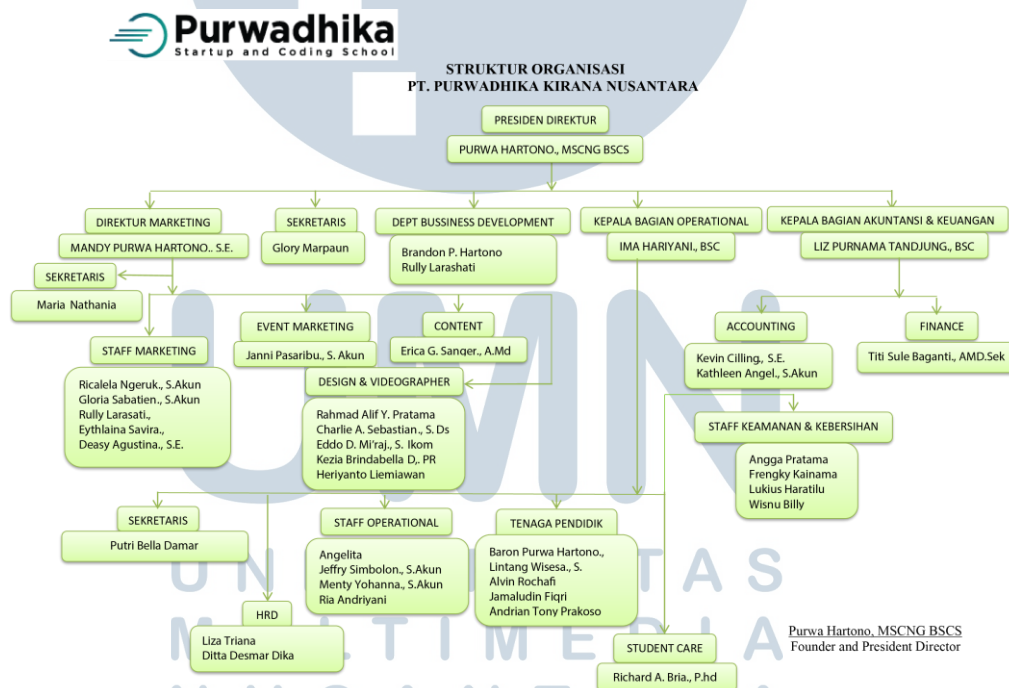 Purwadhika
Startup and Coding School
STRUKTUR ORGANISASI
PT. PURWADHIKA KIRANA NUSANTARA
PRESIDEN DIREKTUR
PURWA HARTONO., MSCNG BSCS
DIREKTUR MARKETING
MANDY PURWA HARTONO.. S.E.
SEKRETARIS
Glory Marpaun
DEPT BUSSINESS DEVELOPMENT
Brandon P. Hartono
Rully Larashati
KEPALA BAGIAN OPERATIONAL
IMA HARIYANI., BSC
KEPALA BAGIAN AKUNTANSI & KEUANGAN
LIZ PURNAMA TANDJUNG., BSC
SEKRETARIS
Maria Nathania
STAFF MARKETING
Ricalela Ngeruk., S.Akun
Gloria Sabatien., S.Akun
Rully Larasati.,
Eythlaina Savira.,
Deasy Agustina., S.E.
EVENT MARKETING
Janni Pasaribu., S. Akun
CONTENT
Erica G. Sanqer., A.Md
DESIGN & VIDEOGRAPHER
Rahmad Alif Y. Pratama
Charlie A. Sebastian., S. Ds
Eddo D. Mi'raj., S. Ikom
Kezia Brindabella D,. PR
Heriyanto Liemiawan
ACCOUNTING
Kevin Cilling,, S.E.
Kathleen Angel., S.Akun
FINANCE
Titi Sule Baganti., AMD.Sek
STAFF KEAMANAN & KEBERSIHAN
Angga Pratama
Frengky Kainama
Lukius Haratilu
Wisnu Billy
SEKRETARIS
Putri Bella Damar
HRD
Liza Triana
Ditta Desmar Dika
STAFF OPERATIONAL
Angelita
Jeffry Simbolon., S.Akun
Menty Yohanna., S.Akun
Ria Andriyani
TENAGA PENDIDIK
Baron Purwa Hartono.,
Lintang Wisesa., S.
Alvin Rochafi
Jamaludin Fiqri
Andrian Tony Prakoso
STUDENT CARE
Richard A. Bria., P.hd
Purwa Hartono, MSCNG BSCS
Founder and President Director
UMN